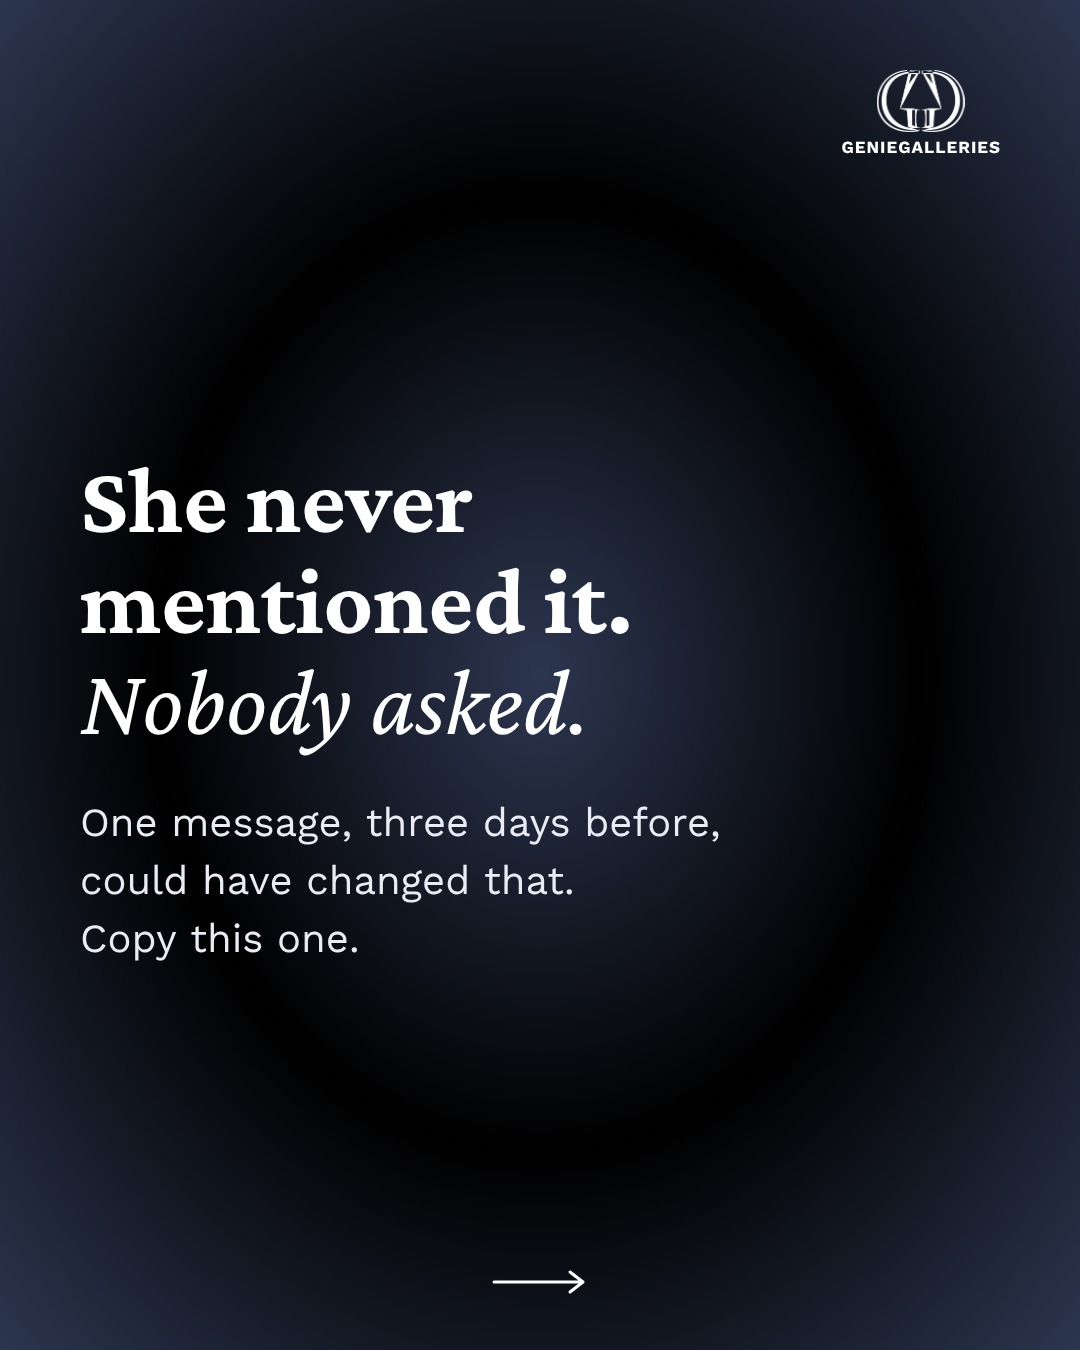 GENIEGALLERIES
She never
mentioned it.
Nobody asked.
One message, three days before,
could have changed that.
Copy this one.